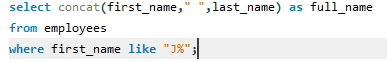 select concat(first_name," ",last_name) as full_name
from employees
where first_name like "J%";